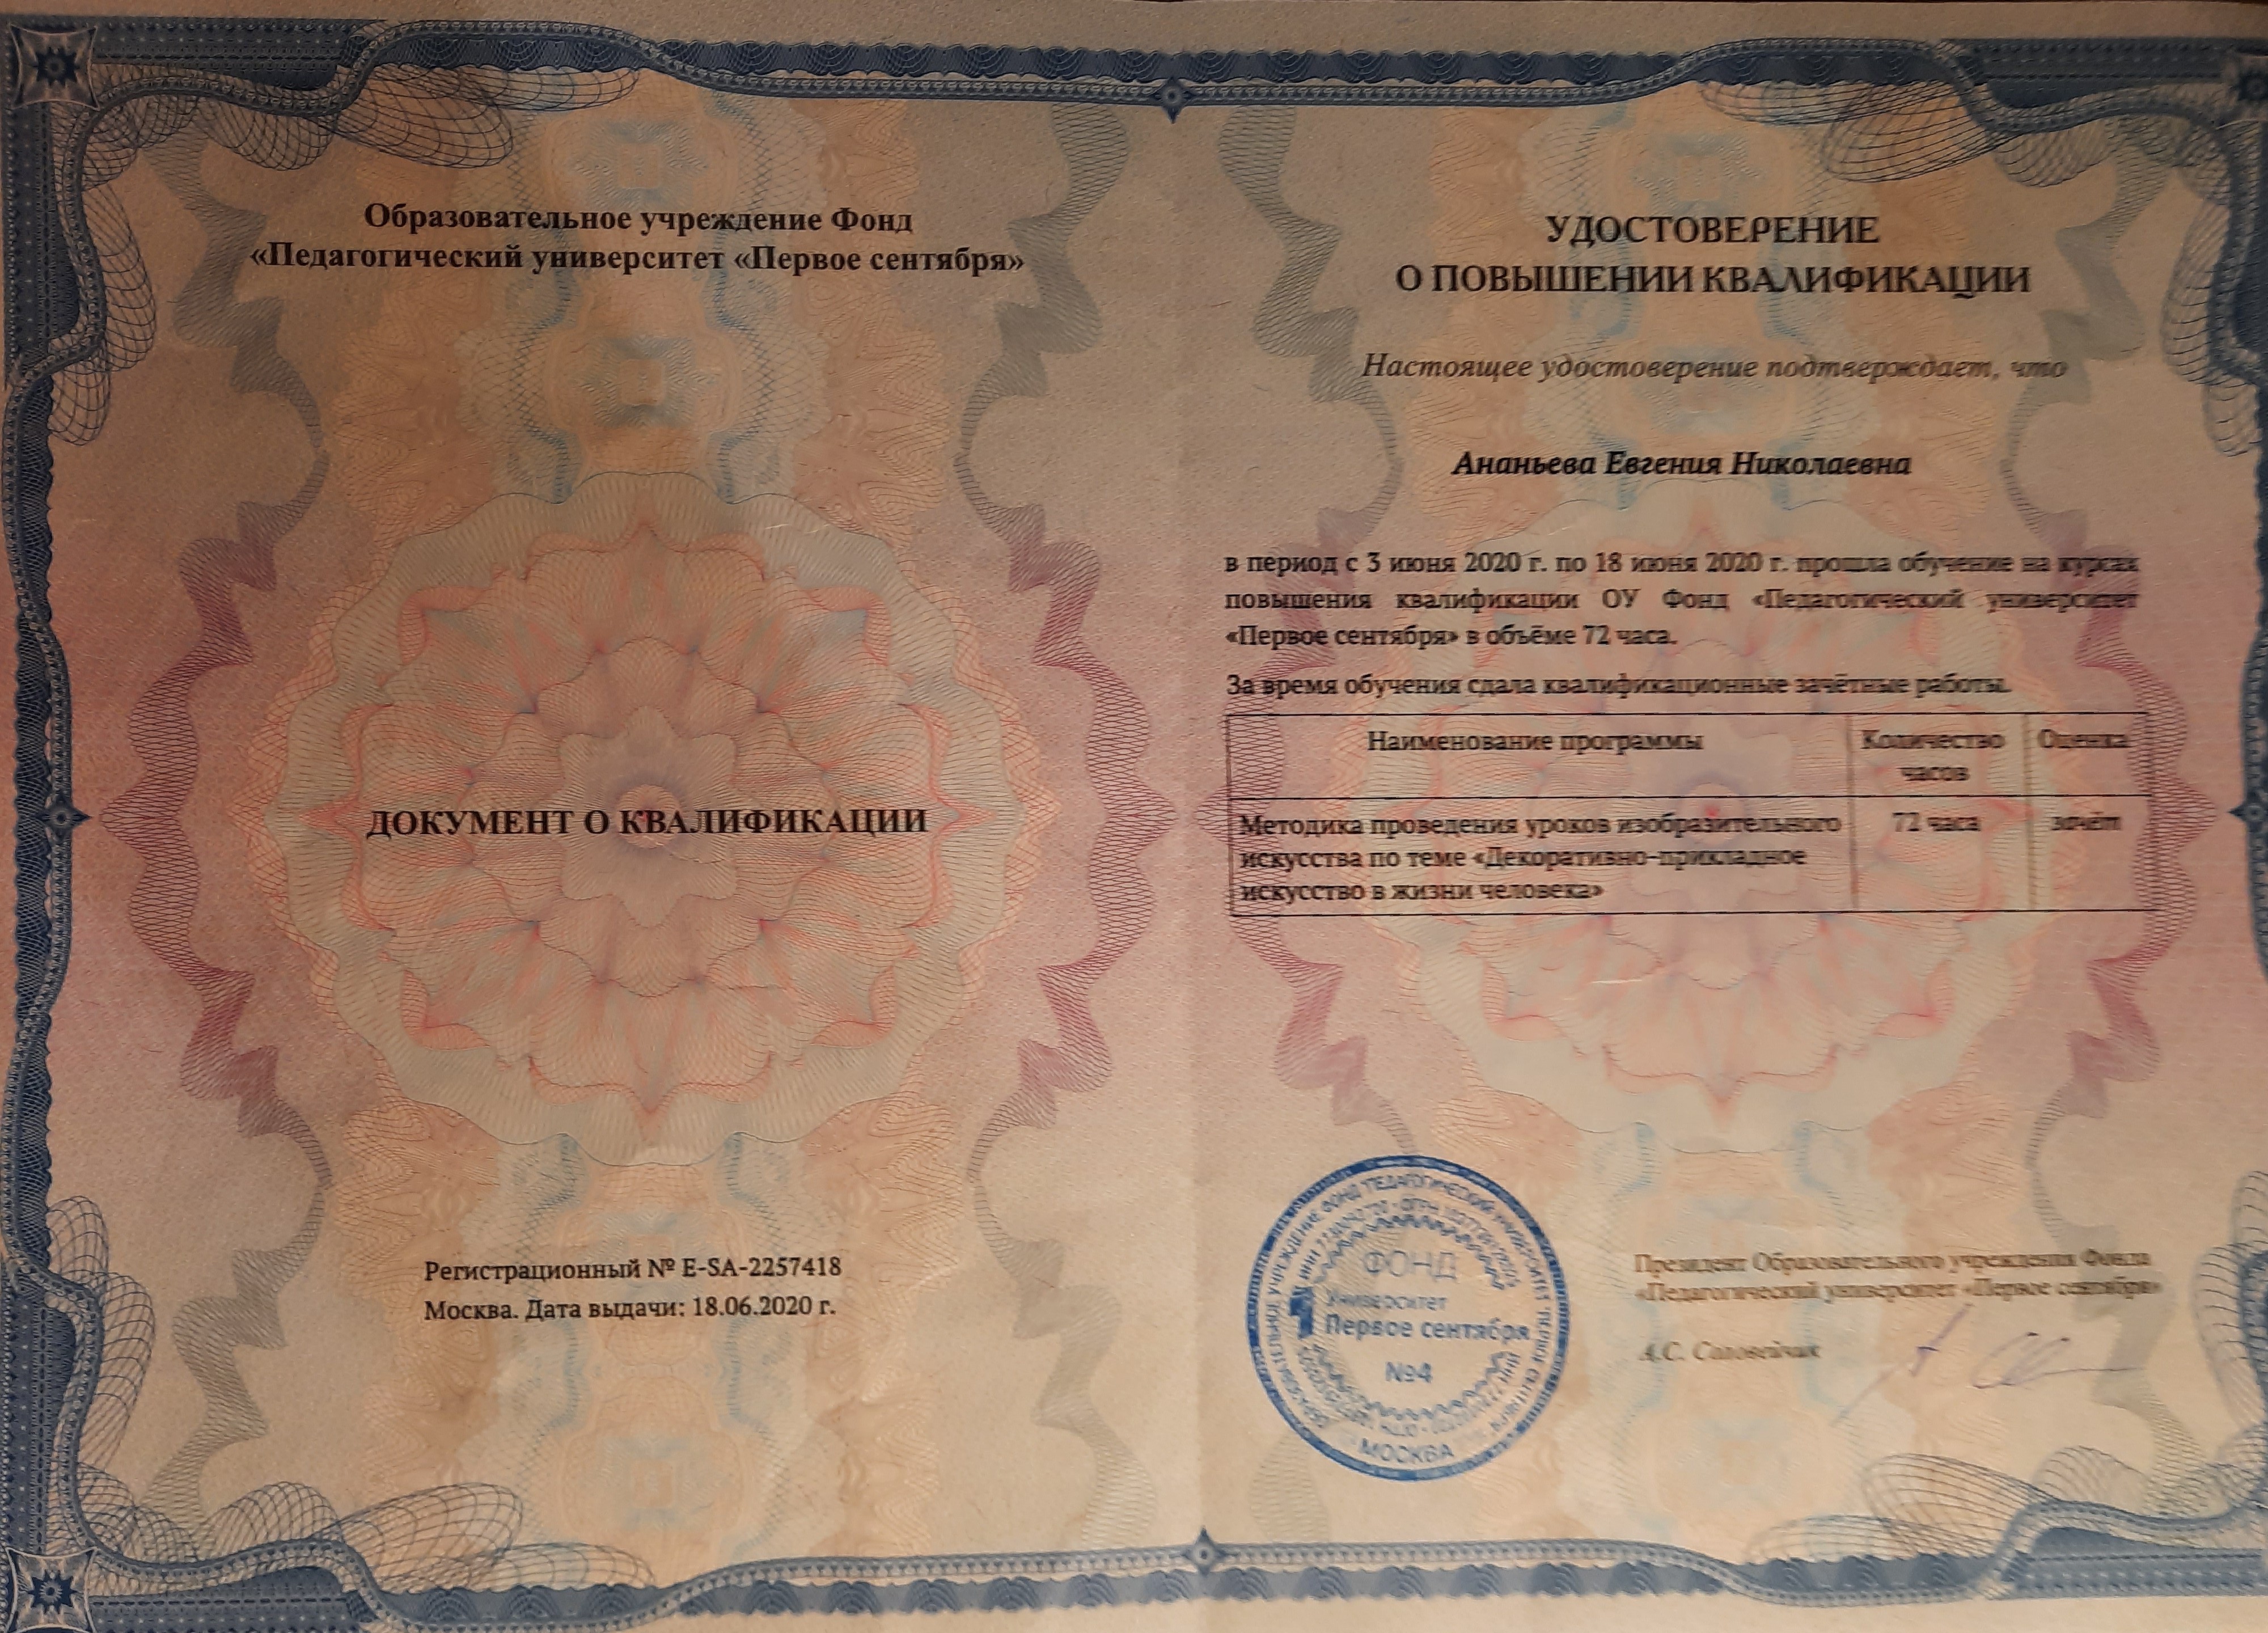 Образовательное учреждение Фонд
«Педагогический университет «Первое сентября»
ДОКУМЕНТ О КВАЛИФИКАЦИИ
Регистрационный № E-SA-2257418
Москва. Дата выдачи: 18.06.2020 г.
УДОСТОВЕРЕНИЕ
О ПОВЫШЕНИИ КВАЛИФИКАЦИИ
Настоящее удостоверение подтверждает, что
Ананьева Евгения Николаевна
в период с 3 июня 2020 г. по 18 июня 2020 г. прошла обучение на курсах
повышения квалификации ОУ Фонд «Педагогический университет
«Первое сентября» в объёме 72 часа.
За время обучения сдала квалификационные зачётные работы.
Наименование программы
Количество
часов
Оценка
Методика проведения уроков изобразительного
искусства по теме «Декоративно-прикладное
искусство в жизни человека»
72 часа
зачёт
ФОНД
Университет
1 Первое сентября
№4
МОСКВА
Президент Образовательного учреждения Фонда
«Педагогический университет «Первое сентября»
А.С. Соловейчик